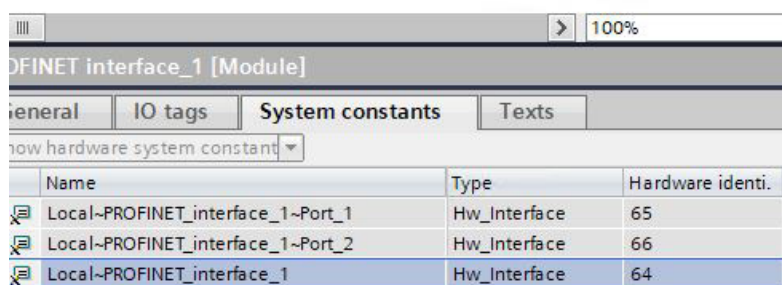 100%
OFINET interface_1 [Module]
General IO tags System constants Texts
how hardware system constant
Name Type Hardware identi.
Local~PROFINET_interface_1~Port_1 Hw_Interface 65
Local~PROFINET_interface_1~Port_2 Hw_Interface 66
Local~PROFINET_interface_1 Hw_Interface 64